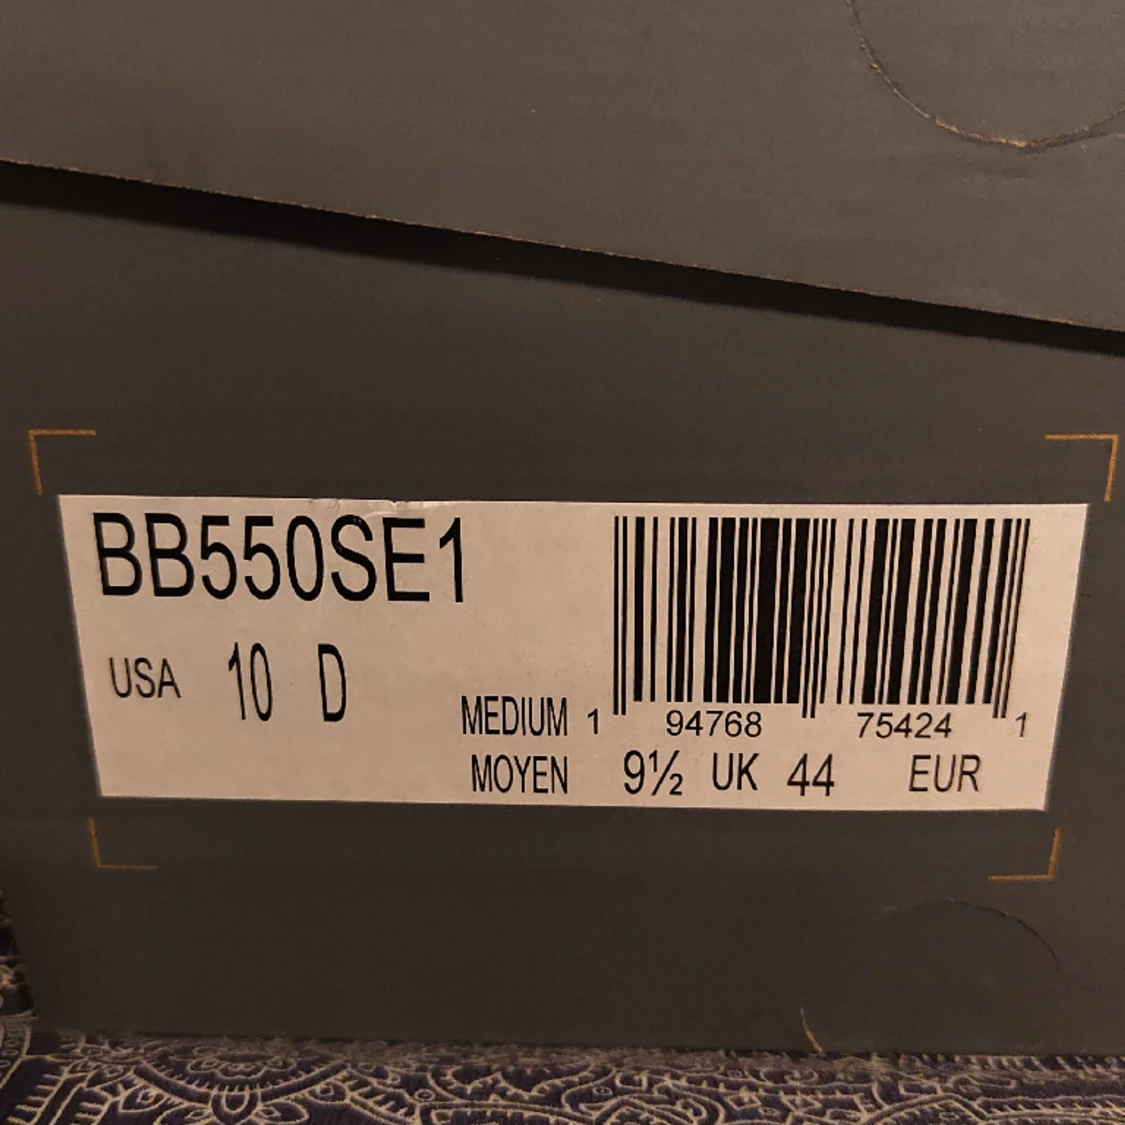 BB550SE1
USA 10 D
MEDIUM 1 94768 75424 1
MOYEN 9½ UK 44 EUR